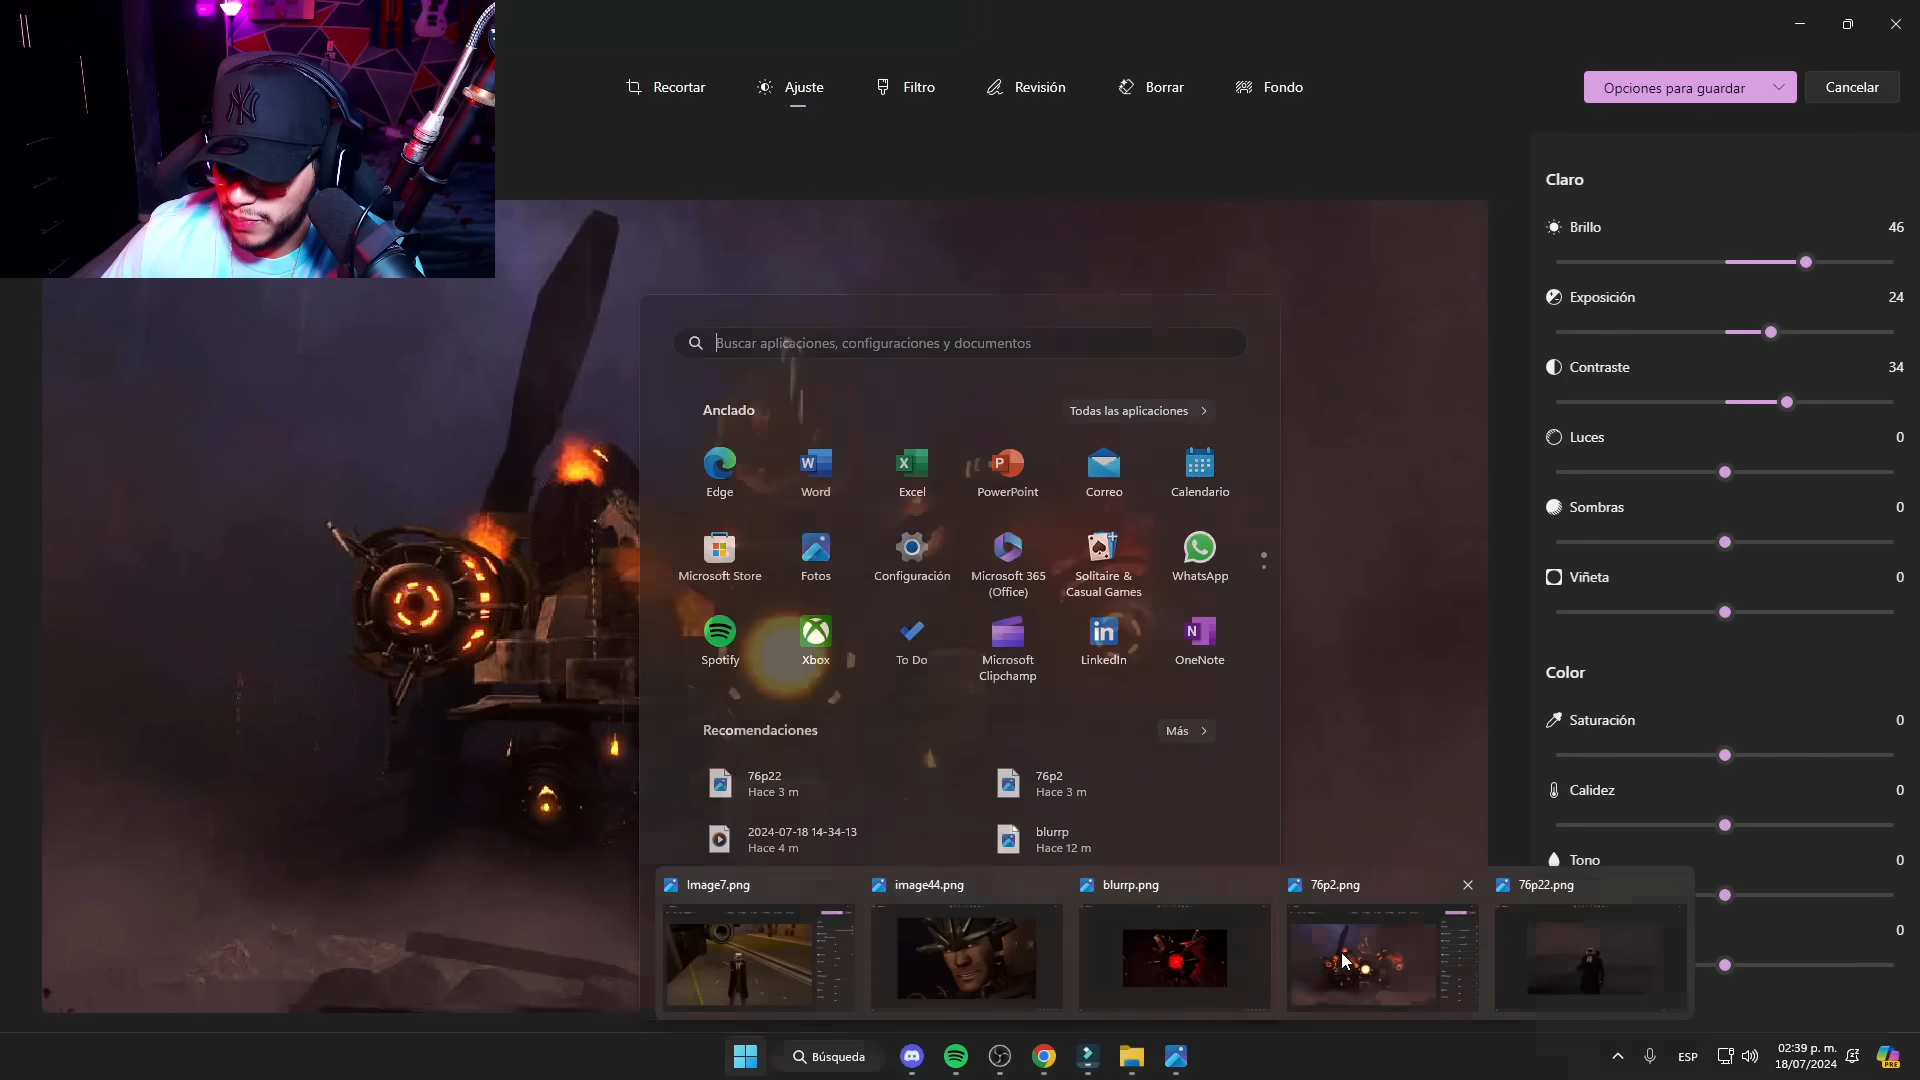 Recortar
Ajuste
Filtro
Revisión
Borrar
Fondo
Opciones para guardar
Cancelar
Claro
Brillo 46
Exposición 24
Contraste 34
Luces 0
Sombras 0
Viñeta 0
Color
Saturación 0
Calidez 0
Tono 0
0
Buscar aplicaciones, configuraciones y documentos
Anclado
Todas las aplicaciones
Edge
Word
Excel
PowerPoint
Correo
Calendario
Microsoft Store
Fotos
Configuración
Microsoft 365
(Office)
Solitaire &
Casual Games
WhatsApp
Spotify
Xbox
To Do
Microsoft
Clipchamp
LinkedIn
OneNote
Recomendaciones
Más
76p22
Hace 3 m
76p2
Hace 3 m
2024-07-18 14-34-13
Hace 4 m
blurrp
Hace 12 m
Image7.png
image44.png
blurrp.png
76p2.png
76p22.png
Búsqueda
ESP
02:39 p. m.
18/07/2024
PRE